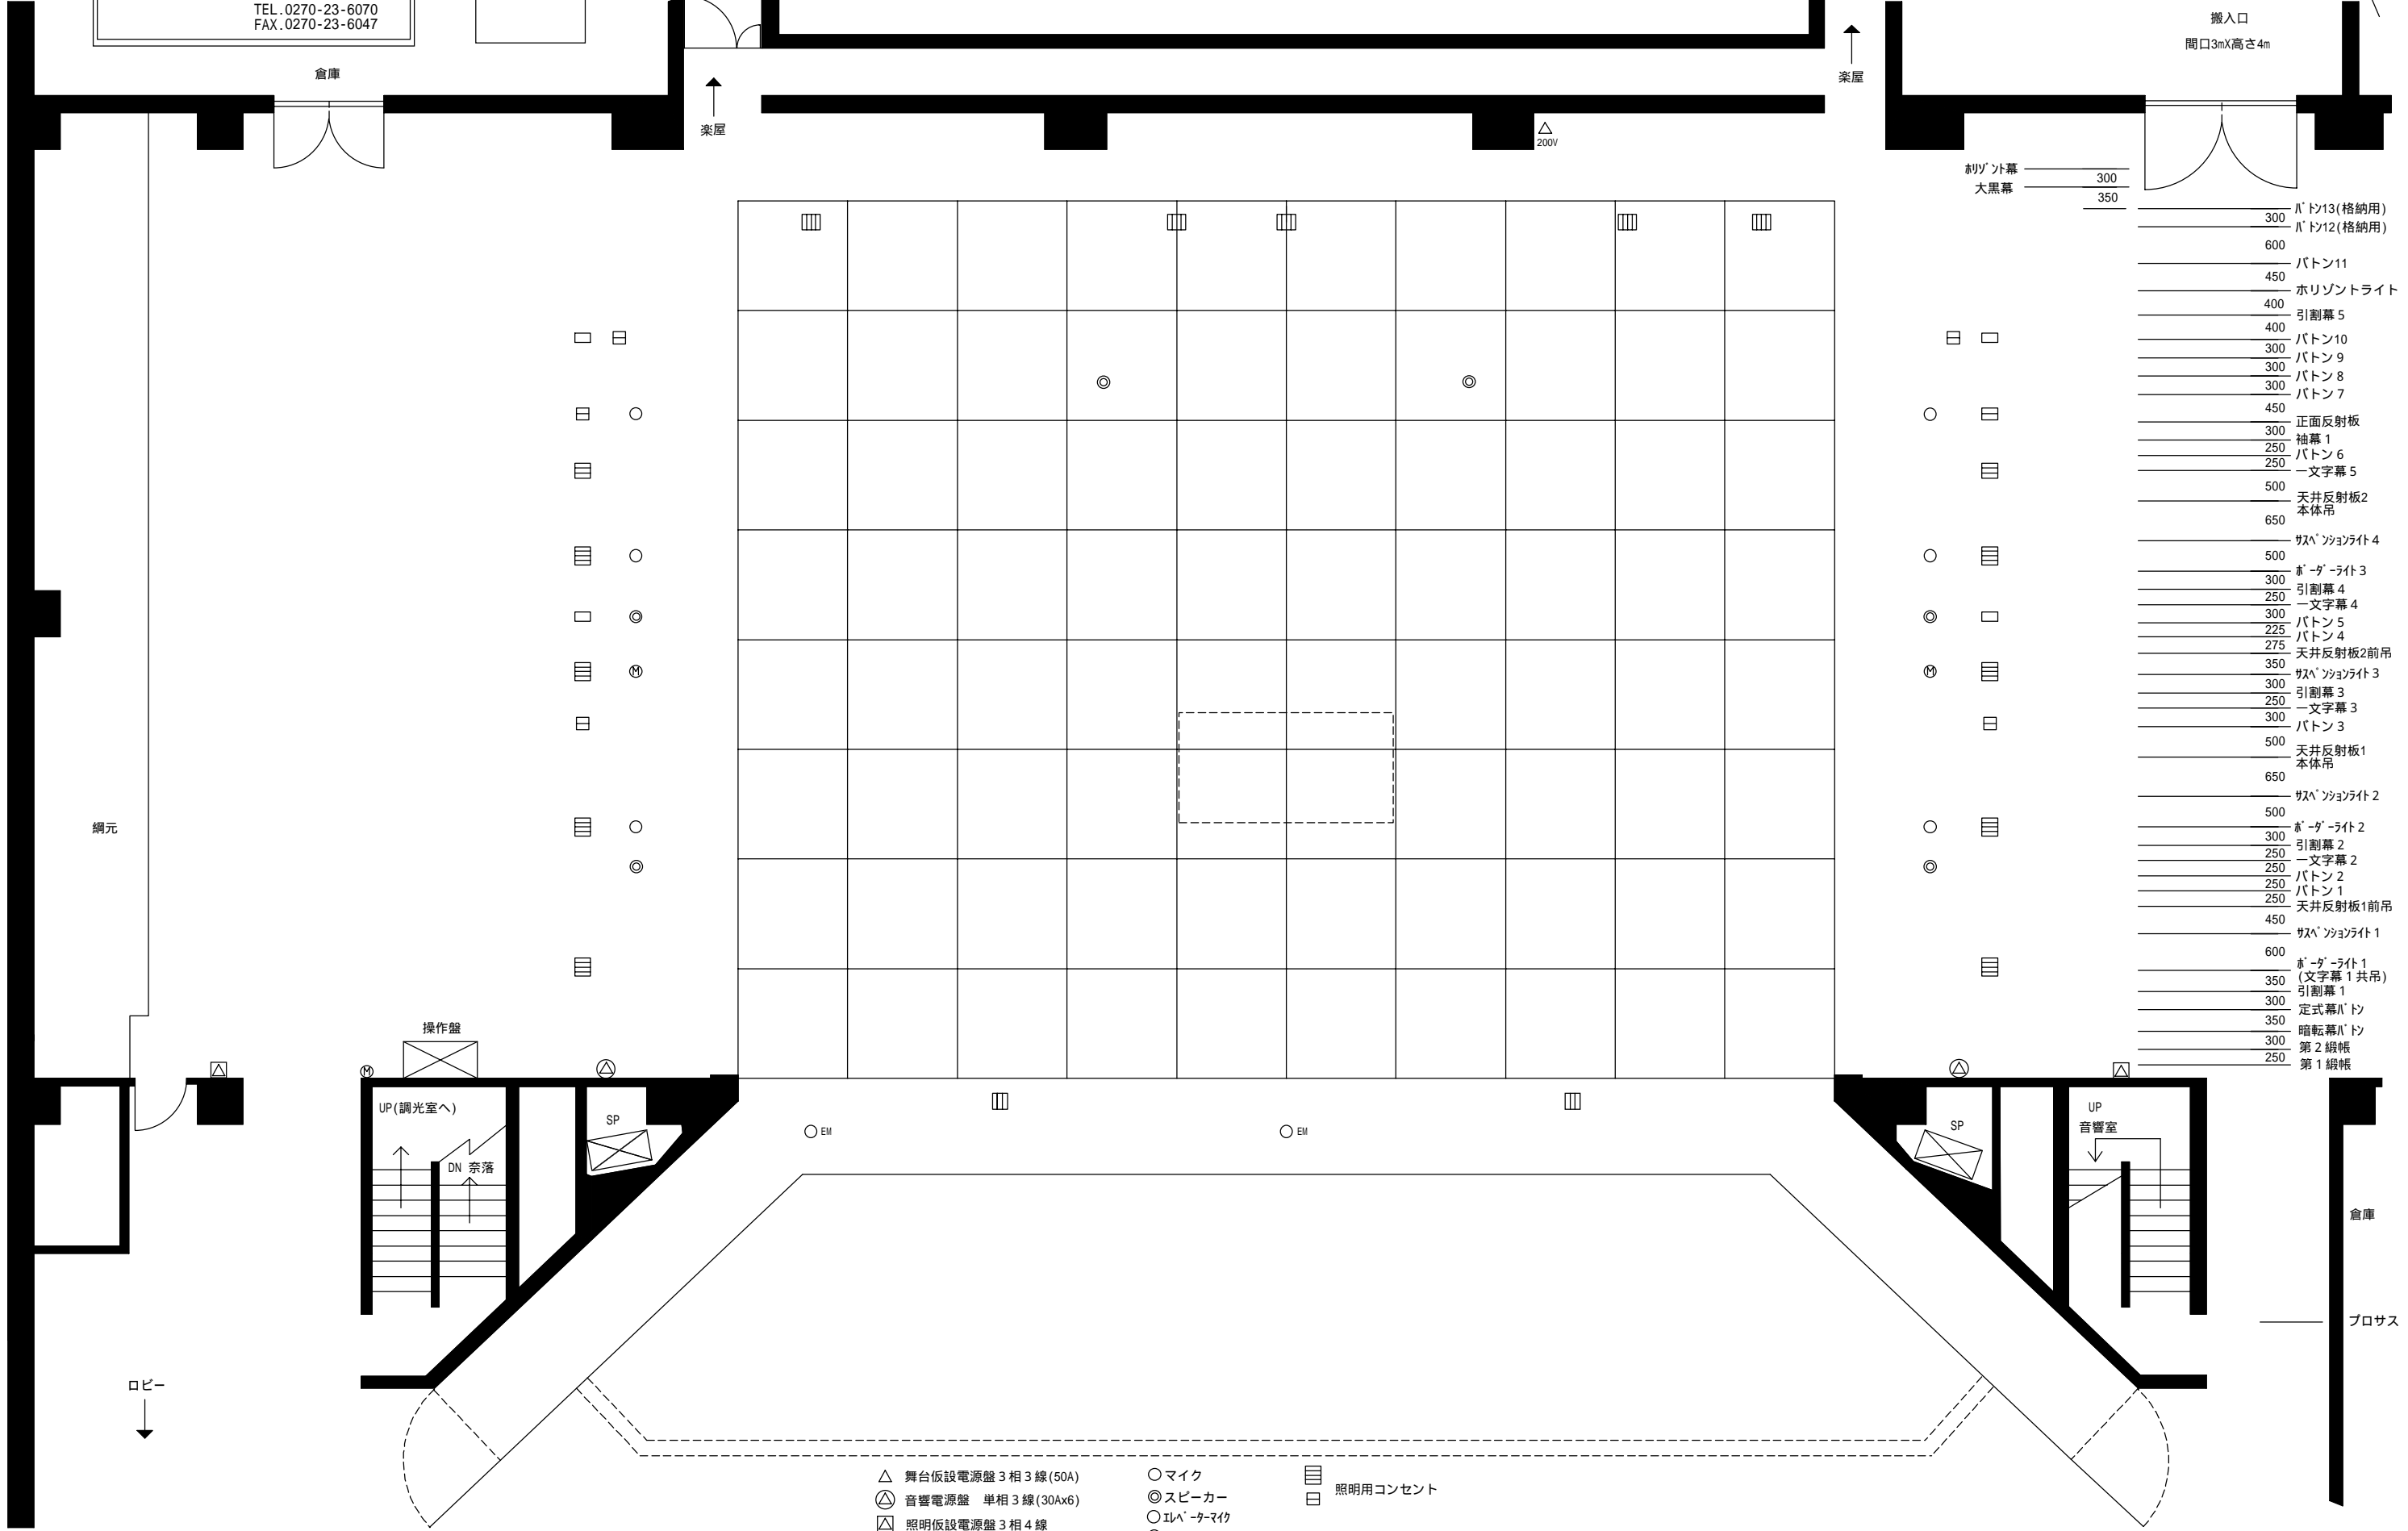 TEL.0270-23-6070
FAX.0270-23-6047
倉庫
楽屋
楽屋
搬入口
間口3mX高さ4m
200V
ﾎﾘｿﾞﾝﾄ幕
300
大黒幕
350
ﾊﾞﾄﾝ13(格納用)
300
ﾊﾞﾄﾝ12(格納用)
600
バトン11
450
ホリゾントライト
400
引割幕５
400
バトン10
300
バトン９
300
バトン８
300
バトン７
450
正面反射板
300
袖幕１
250
バトン６
250
一文字幕５
500
天井反射板2
本体吊
650
ｻｽﾍﾟﾝｼｮﾝﾗｲﾄ４
500
ﾎﾞｰﾀﾞｰﾗｲﾄ３
300
引割幕４
250
一文字幕４
300
バトン５
225
バトン４
275
天井反射板2前吊
350
ｻｽﾍﾟﾝｼｮﾝﾗｲﾄ３
300
引割幕３
250
一文字幕３
300
バトン３
500
天井反射板1
本体吊
650
ｻｽﾍﾟﾝｼｮﾝﾗｲﾄ２
500
ﾎﾞｰﾀﾞｰﾗｲﾄ２
300
引割幕２
250
一文字幕２
250
バトン２
250
バトン１
250
天井反射板1前吊
450
ｻｽﾍﾟﾝｼｮﾝﾗｲﾄ１
600
ﾎﾞｰﾀﾞｰﾗｲﾄ１
(文字幕１共吊)
350
引割幕１
300
定式幕ﾊﾞﾄﾝ
350
暗転幕ﾊﾞﾄﾝ
300
第２緞帳
250
第１緞帳
M
M
綱元
操作盤
M
UP(調光室へ)
DN 奈落
SP
EM
EM
SP
UP
音響室
倉庫
プロサス
ロビー
舞台仮設電源盤３相３線(50A)
音響電源盤　単相３線(30Ax6)
照明仮設電源盤３相４線
マイク
スピーカー
ｴﾚﾍﾞｰﾀｰﾏｲｸ
照明用コンセント